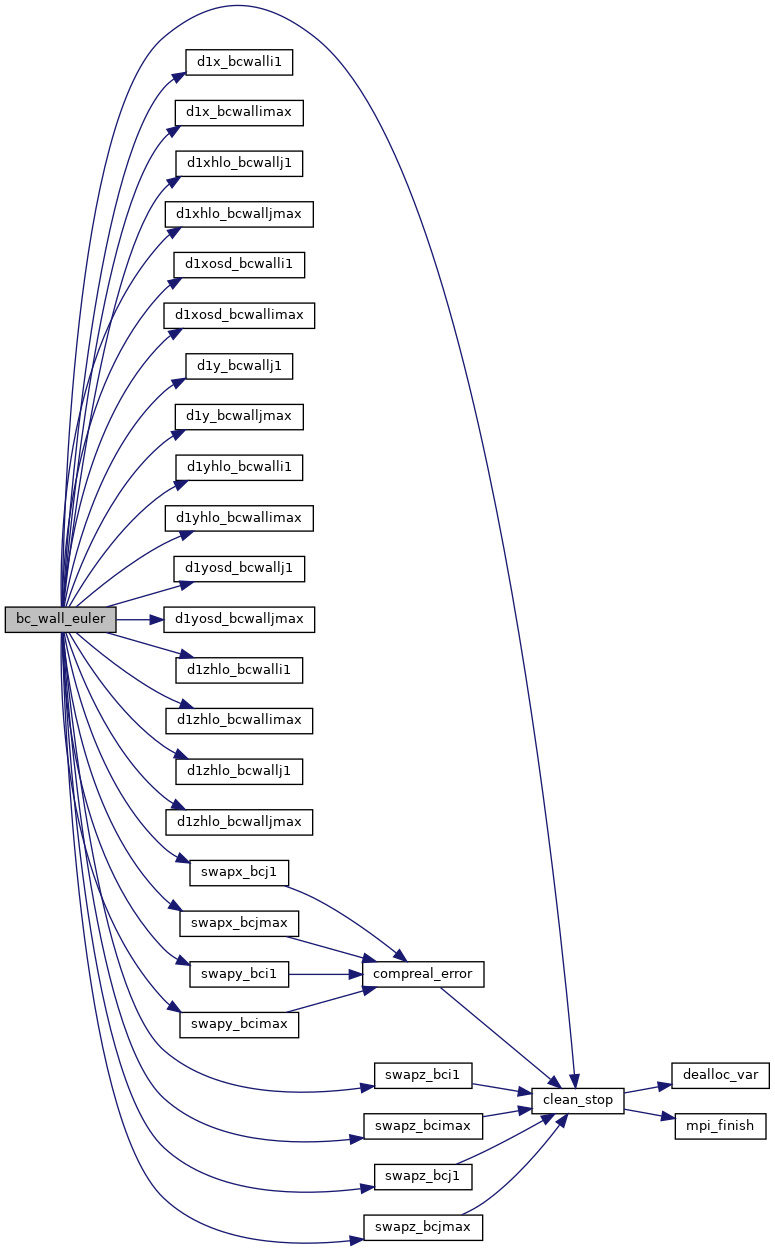 d1x_bcwalli1
d1x_bcwallimax
d1xhlo_bcwallj1
d1xhlo_bcwalljmax
d1xosd_bcwalli1
d1xosd_bcwallimax
d1y_bcwallj1
d1y_bcwalljmax
d1yhlo_bcwalli1
d1yhlo_bcwallimax
d1yosd_bcwallj1
bc_wall_euler
d1yosd_bcwalljmax
d1zhlo_bcwalli1
d1zhlo_bcwallimax
d1zhlo_bcwallj1
d1zhlo_bcwalljmax
swapx_bcj1
swapx_bcjmax
swapy_bci1
compreal_error
swapy_bcimax
swapz_bci1
dealloc_var
clean_stop
swapz_bcimax
mpi_finish
swapz_bcj1
swapz_bcjmax